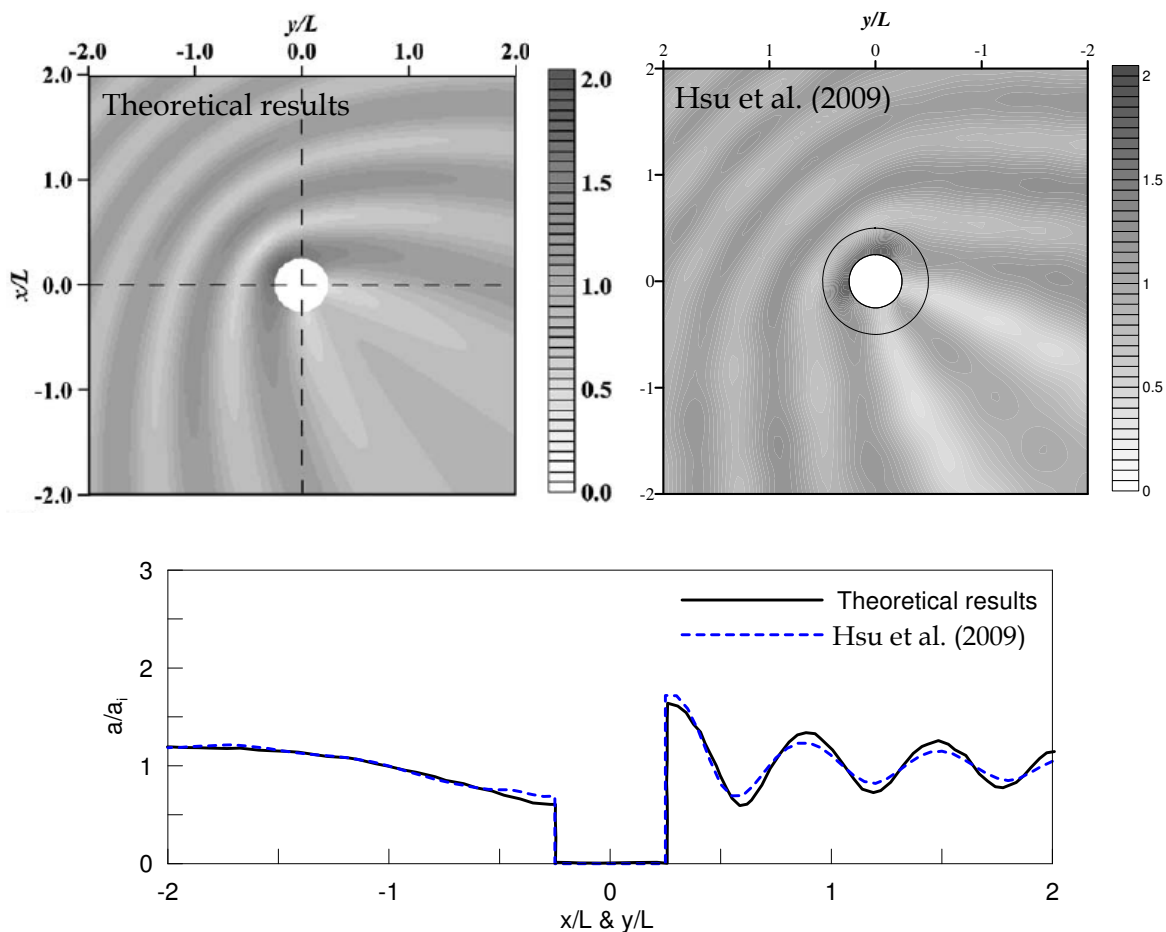 y/L
-2.0 -1.0 0.0 1.0 2.0
Theoretical results
2.0
1.0
0.0
-1.0
-2.0
x/L
2.0
1.5
1.0
0.5
0.0
y/L
2 1 0 -1 -2
Hsu et al. (2009)
2
1
0
-1
-2
2
1.5
1
0.5
0
3
2
1
0
a/ai
Theoretical results
Hsu et al. (2009)
-2 -1 0 1 2
x/L & y/L